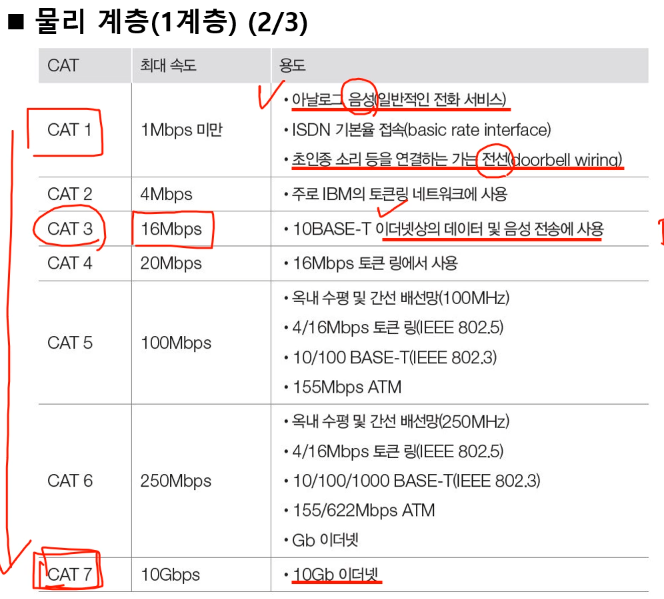 ■ 물리 계층(1계층) (2/3)
CAT 최대 속도 용도
CAT 1 1Mbps 미만
• 아날로그 음성(일반적인 전화 서비스)
• ISDN 기본율 접속(basic rate interface)
• 초인종 소리 등을 연결하는 가는 전선(doorbell wiring)
CAT 2 4Mbps • 주로 IBM의 토큰링 네트워크에 사용
CAT 3 16Mbps • 10BASE-T 이더넷상의 데이터 및 음성 전송에 사용
CAT 4 20Mbps • 16Mbps 토큰 링에서 사용
CAT 5 100Mbps
• 옥내 수평 및 간선 배선망(100MHz)
• 4/16Mbps 토큰 링(IEEE 802.5)
• 10/100 BASE-T(IEEE 802.3)
• 155Mbps ATM
CAT 6 250Mbps
• 옥내 수평 및 간선 배선망(250MHz)
• 4/16Mbps 토큰 링(IEEE 802.5)
• 10/100/1000 BASE-T(IEEE 802.3)
• 155/622Mbps ATM
• Gb 이더넷
CAT 7 10Gbps • 10Gb 이더넷